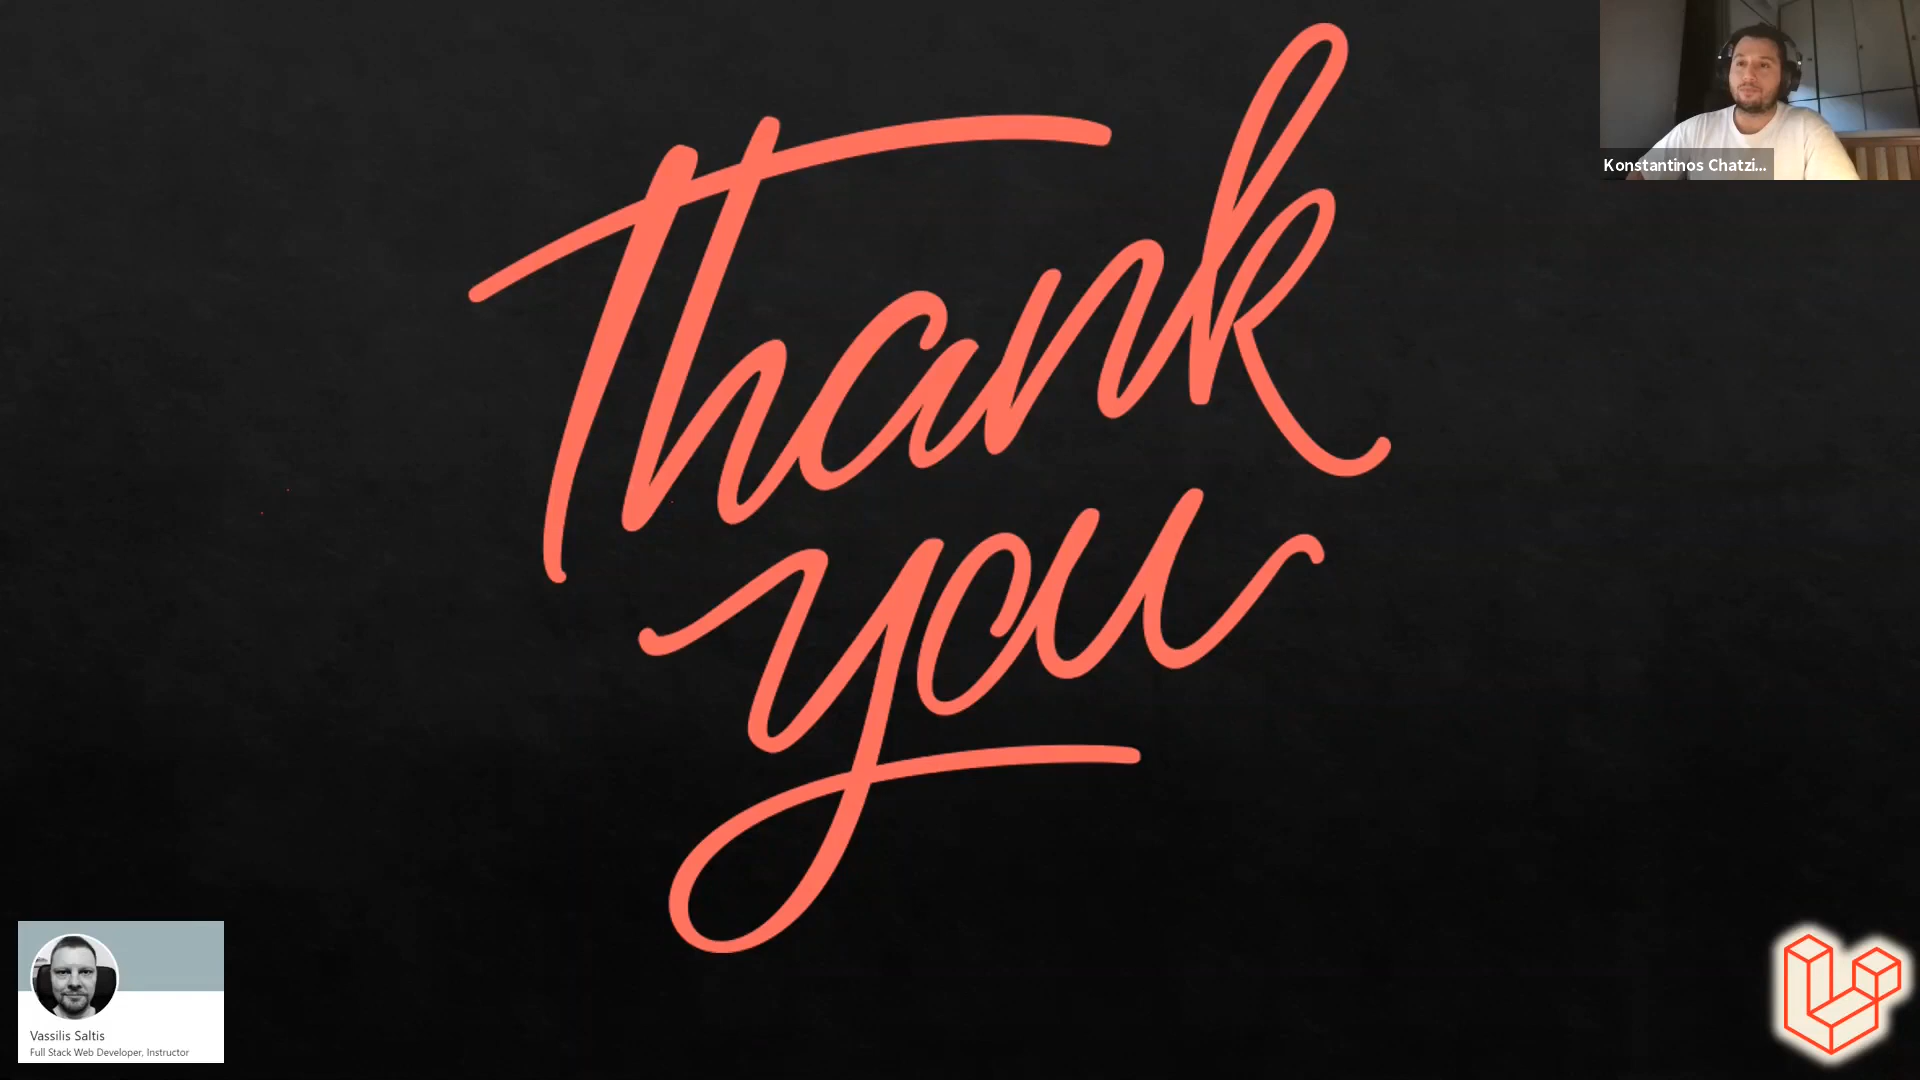 Konstantinos Chatzi...
Thank
you
Vassilis Saltis
Full Stack Web Developer, Instructor